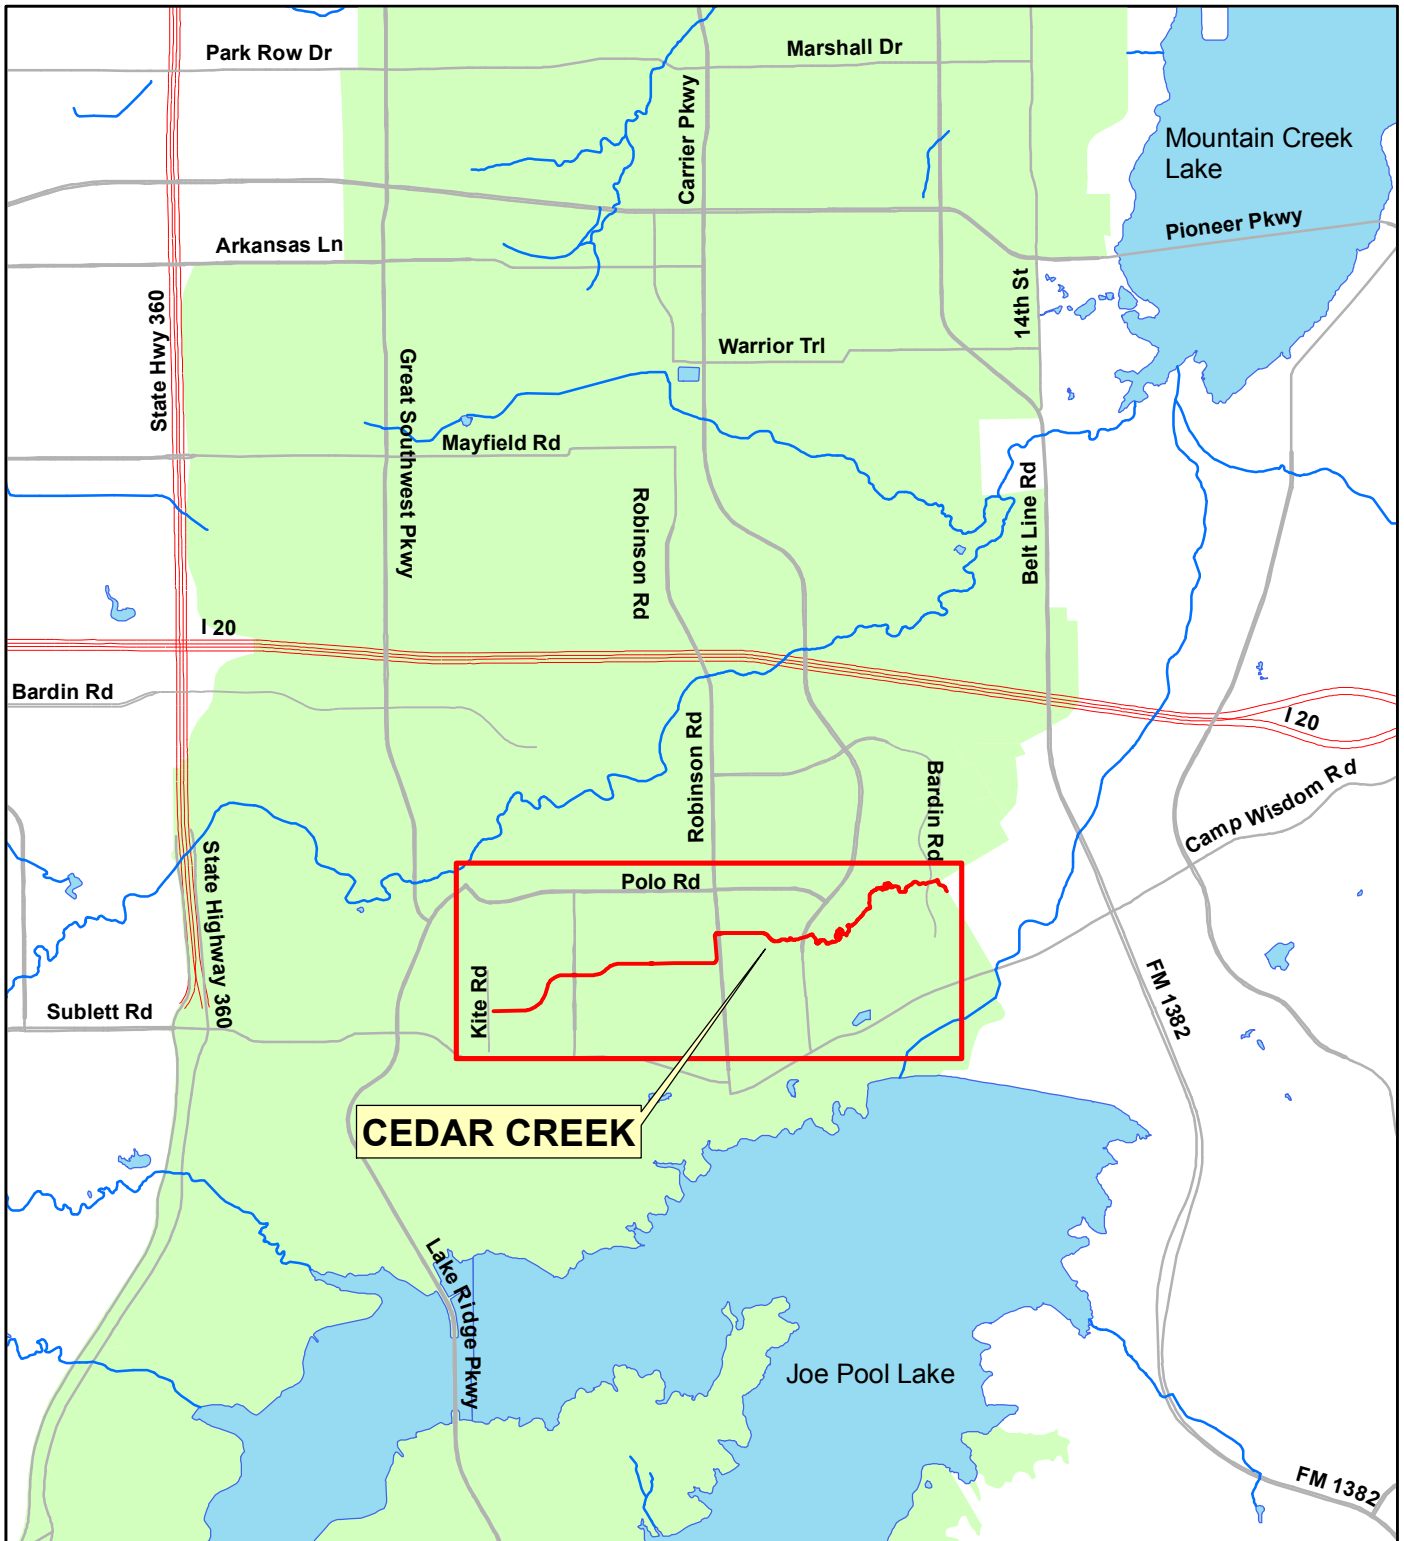 Park Row Dr
Marshall Dr
Carrier Pkwy
Mountain Creek
Lake
Pioneer Pkwy
Arkansas Ln
14th St
State Hwy 360
Warrior Trl
Great Southwest Pkwy
Mayfield Rd
Robinson Rd
Belt Line Rd
I 20
Bardin Rd
I 20
Robinson Rd
Bardin Rd
Camp Wisdom Rd
State Highway 360
Polo Rd
Kite Rd
Sublett Rd
FM 1382
CEDAR CREEK
Lake Ridge Pkwy
Joe Pool Lake
FM 1382